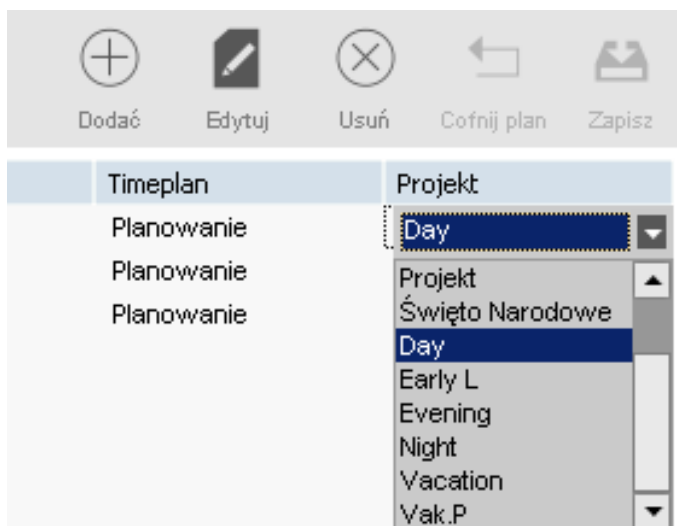 Dodać Edytuj Usuń Cofnij plan Zapisz
Timeplan Projekt
Planowanie Day
Planowanie Projekt
Święto Narodowe
Planowanie Day
Early L
Evening
Night
Vacation
Vak.P